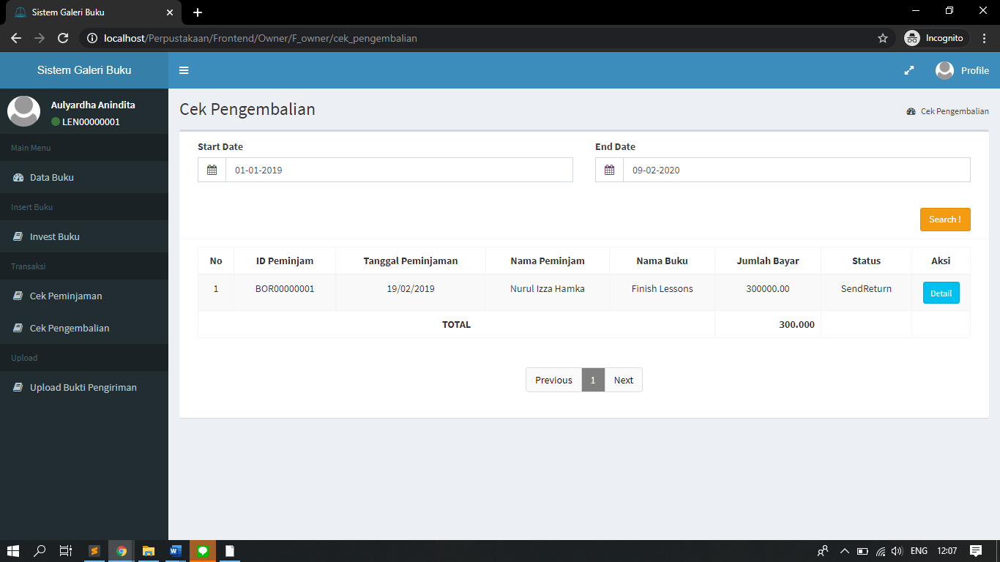 Sistem Galeri Buku
localhost/Perpustakaan/Frontend/Owner/F_owner/cek_pengembalian
Incognito
Sistem Galeri Buku
Profile
Aulyardha Anindita
LEN00000001
Main Menu
Data Buku
Insert Buku
Invest Buku
Transaksi
Cek Peminjaman
Cek Pengembalian
Upload
Upload Bukti Pengiriman
Cek Pengembalian
Cek Pengembalian
Start Date
End Date
01-01-2019
09-02-2020
Search !
No ID Peminjam Tanggal Peminjaman Nama Peminjam Nama Buku Jumlah Bayar Status Aksi
1 BOR00000001 19/02/2019 Nurul Izza Hamka Finish Lessons 300000.00 SendReturn Detail
TOTAL 300.000
Previous 1 Next
ENG 12:07